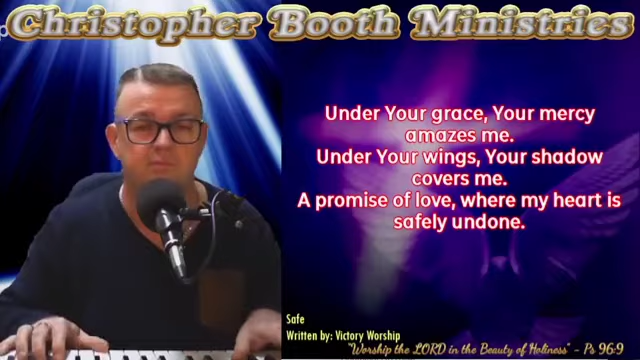 Christopher Booth Ministries
Under Your grace, Your mercy
amazes me.
Under Your wings, Your shadow
covers me.
A promise of love, where my heart is
safely undone.
Safe
Written by: Victory Worship
"Worship the LORD in the Beauty of Holiness" - Ps 96:9